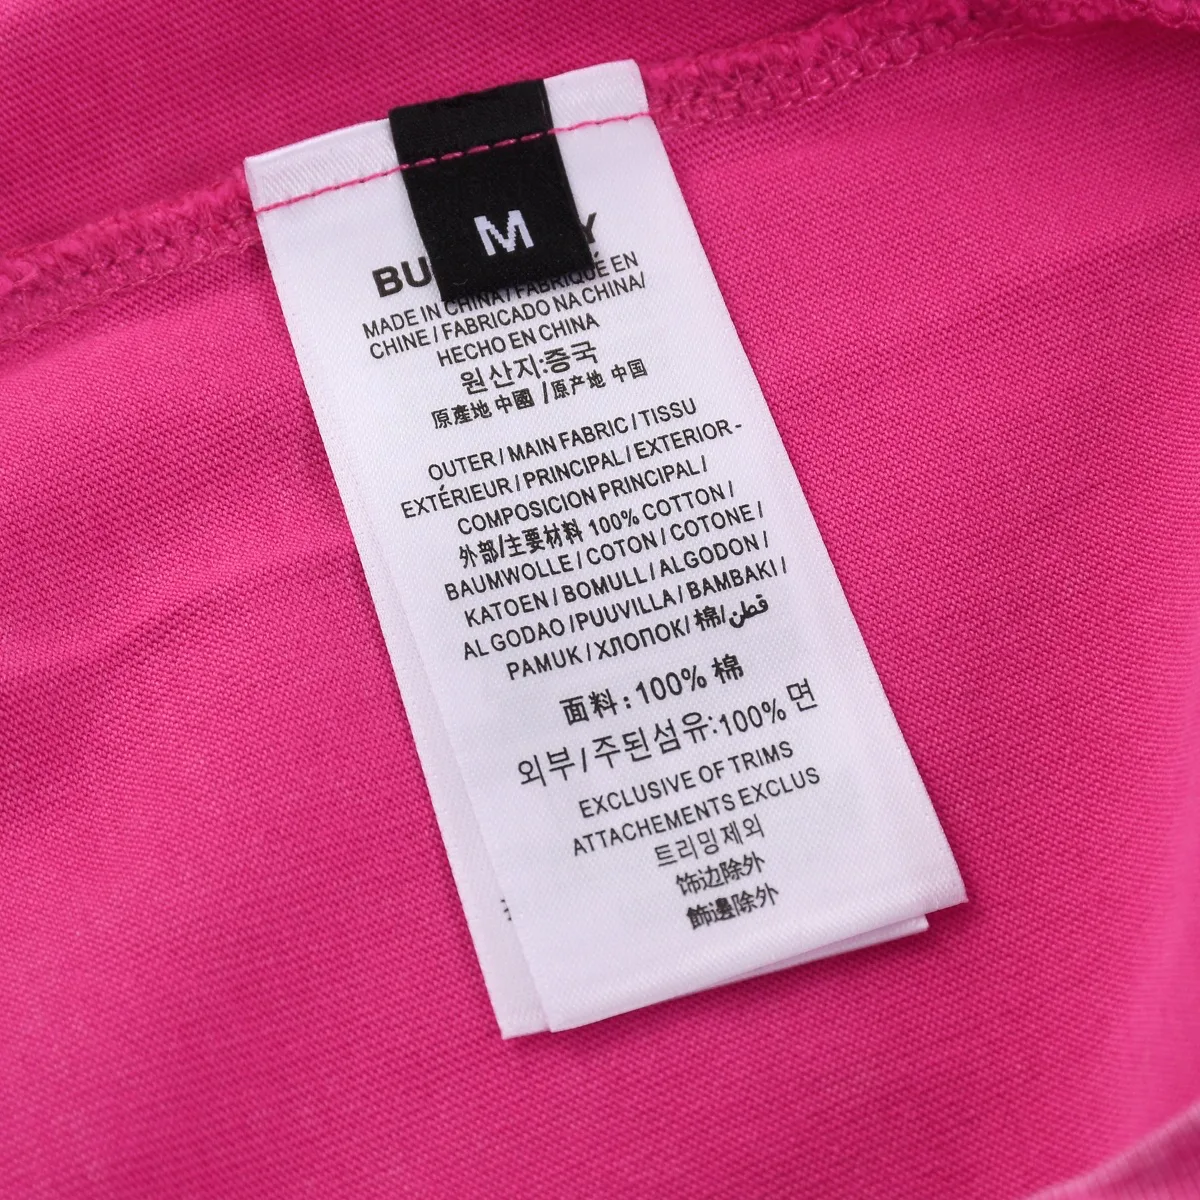 M
BU Y
MADE IN CHINA / FABRIQUÉ EN
CHINE / FABRICADO NA CHINA/
HECHO EN CHINA
원산지:중국
原產地 中國 /原产地 中国
OUTER / MAIN FABRIC / TISSU
EXTÉRIEUR / PRINCIPAL / EXTERIOR -
COMPOSICION PRINCIPAL /
外部/主要材料 100% COTTON /
BAUMWOLLE / COTON / COTONE /
KATOEN / BOMULL / ALGODON /
ALGODAO / PUUVILLA / BAMBAKI /
PAMUK / ХЛОПОК/ 棉/قطن
面料 : 100% 棉
외부 / 주된섬유:100% 면
EXCLUSIVE OF TRIMS
ATTACHEMENTS EXCLUS
트리밍제외
饰边除外
飾邊除外